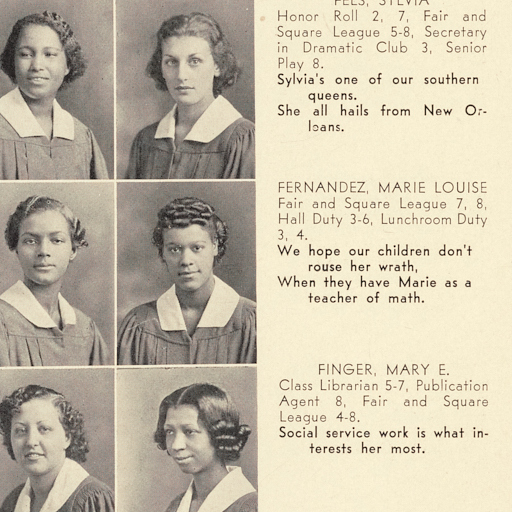 FELS, SYLVIA
Honor Roll 2, 7, Fair and
Square League 5-8, Secretary
in Dramatic Club 3, Senior
Play 8.
Sylvia's one of our southern
queens.
She all hails from New Or-
leans.
FERNANDEZ, MARIE LOUISE
Fair and Square League 7, 8,
Hall Duty 3-6, Lunchroom Duty
3, 4.
We hope our children don't
rouse her wrath,
When they have Marie as a
teacher of math.
FINGER, MARY E.
Class Librarian 5-7, Publication
Agent 8, Fair and Square
League 4-8.
Social service work is what in-
terests her most.